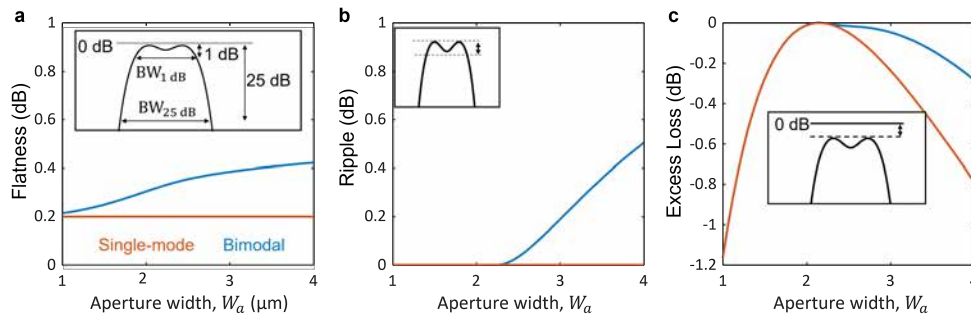 a
Flatness (dB)
1
0.8
0.6
0.4
0.2
0
0 dB
1 dB
BW1 dB
25 dB
BW25 dB
Single-mode
Bimodal
1
2
3
4
Aperture width, Wa (μm)
b
Ripple (dB)
1
0.8
0.6
0.4
0.2
0
1
2
3
4
Aperture width, Wa
c
Excess Loss (dB)
0
-0.2
-0.4
-0.6
-0.8
-1
-1.2
0 dB
1
2
3
4
Aperture width, Wa